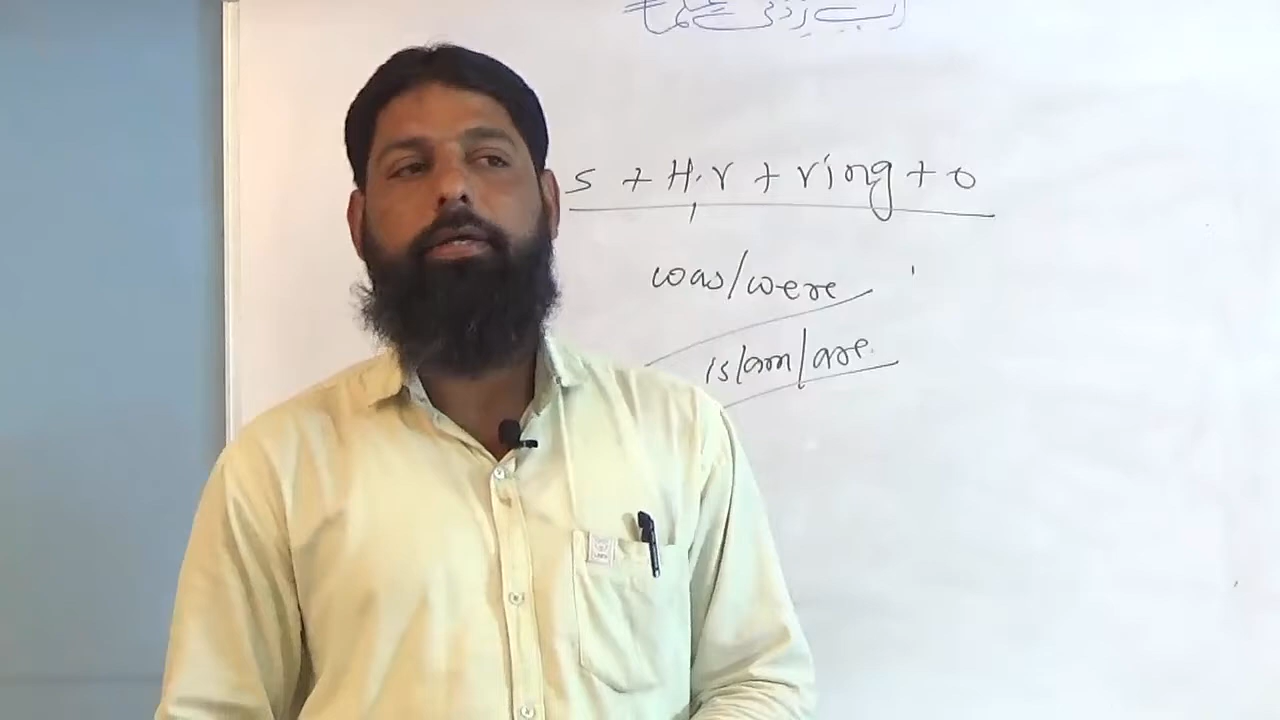 s + H.v + ving + o
was/were
is/am/are